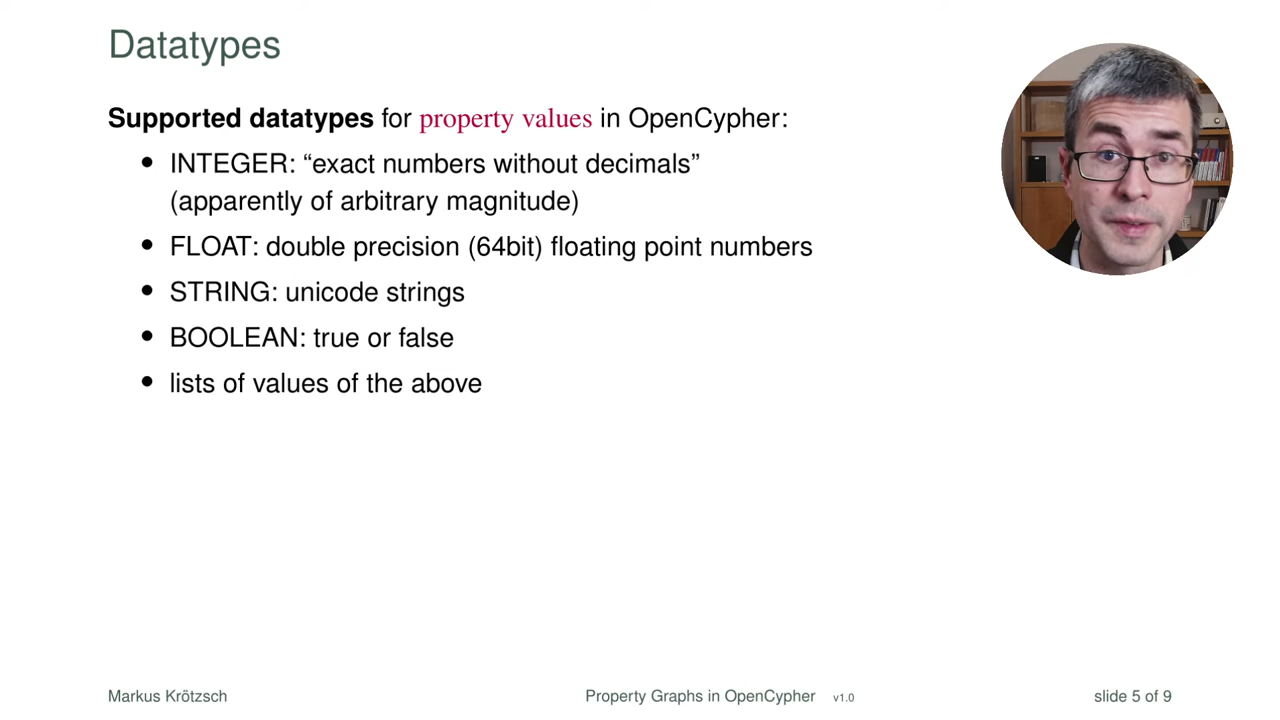 Datatypes
Supported datatypes for property values in OpenCypher:
• INTEGER: “exact numbers without decimals”
(apparently of arbitrary magnitude)
• FLOAT: double precision (64bit) floating point numbers
• STRING: unicode strings
• BOOLEAN: true or false
• lists of values of the above
Markus Krötzsch Property Graphs in OpenCypher v1.0 slide 5 of 9